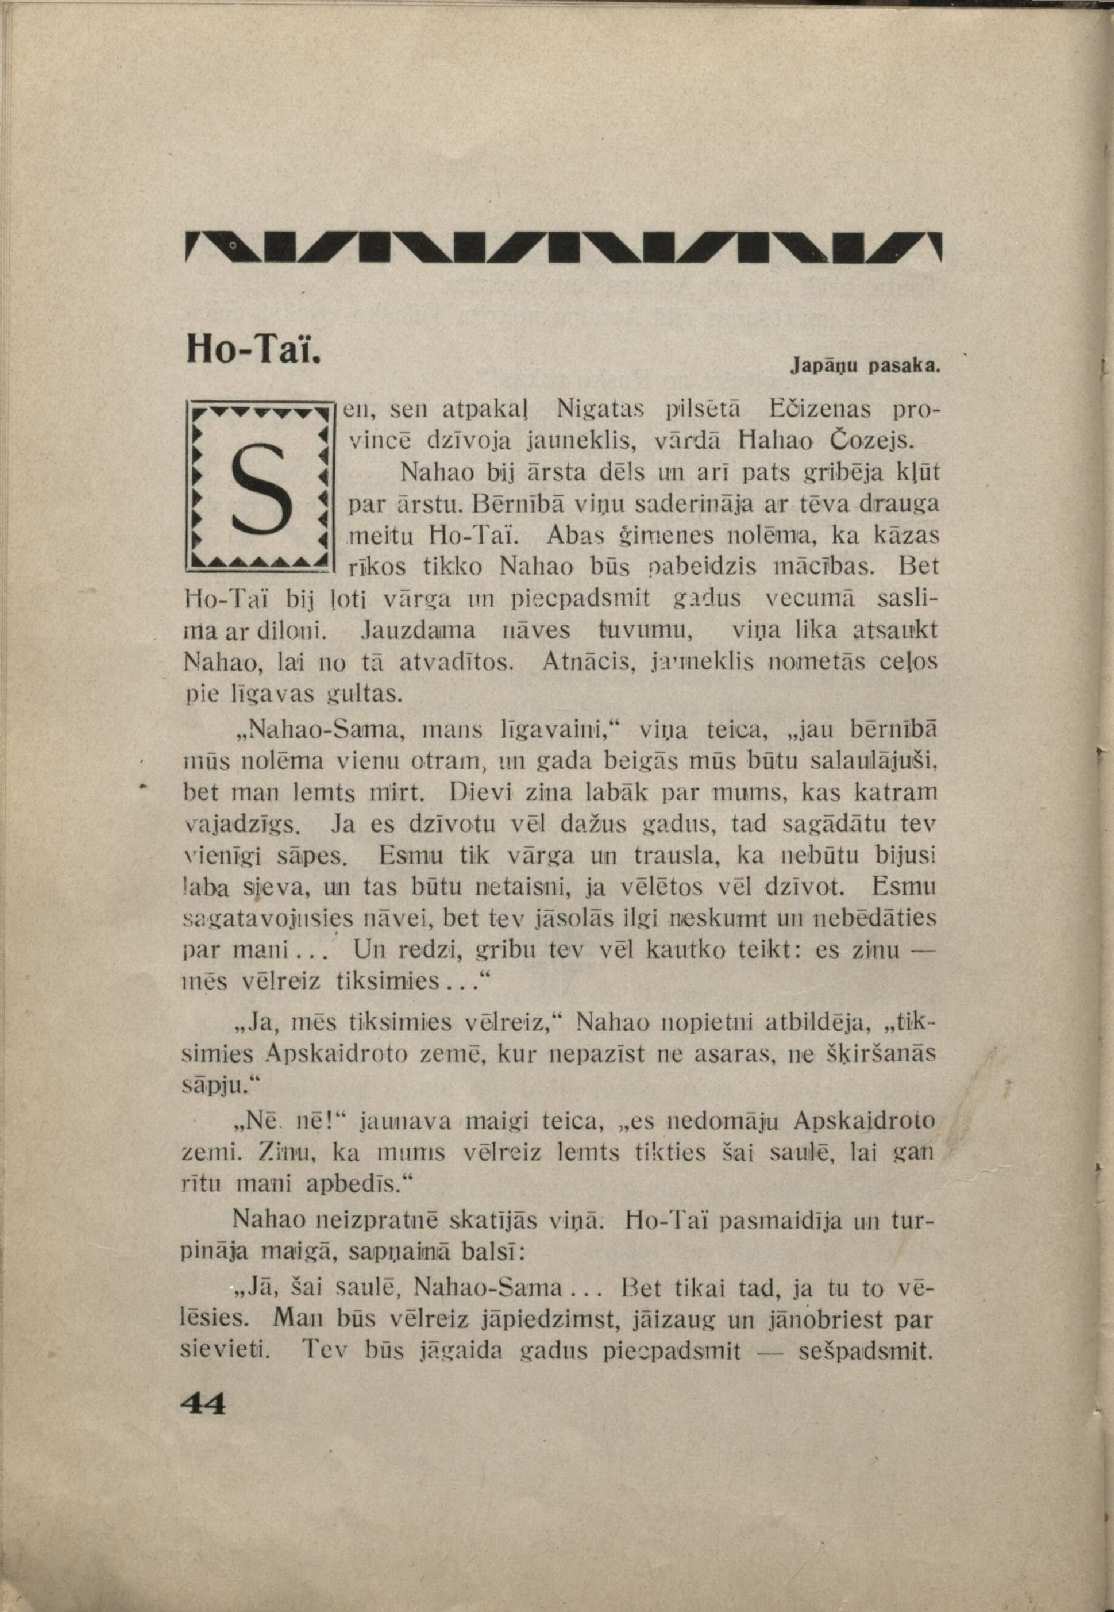 Ho-Taï.
Japāņu pasaka.
Sen, sen atpakaļ Nigatas pilsētā Ečizenas pro-
vincē dzīvoja jauneklis, vārdā Hahao Čozejs.
Nahao bij ārsta dēls un arī pats gribēja kļūt
par ārstu. Bērnībā viņu saderināja ar tēva drauga
meitu Ho-Taï. Abas ģimenes nolēma, ka kāzas
rīkos tikko Nahao būs pabeidzis mācības. Bet
Ho-Taï bij ļoti vārga un piecpadsmit gadus vecumā sasli-
ma ar diloni. Jauzdama nāves tuvumu, viņa lika atsaukt
Nahao, lai no tā atvadītos. Atnācis, jauneklis nometās ceļos
pie līgavas gultas.
„Nahao-Sama, mans līgavaini,“ viņa teica, „jau bērnībā
mūs nolēma vienu otram, un gada beigās mūs būtu salaulājuši,
bet man lemts mirt. Dievi zina labāk par mums, kas katram
vajadzīgs. Ja es dzīvotu vēl dažus gadus, tad sagādātu tev
vienīgi sāpes. Esmu tik vārga un trausla, ka nebūtu bijusi
laba sieva, un tas būtu netaisni, ja vēlētos vēl dzīvot. Esmu
sagatavojusies nāvei, bet tev jāsolās ilgi neskumt un nebēdāties
par mani... Un redzi, gribu tev vēl kautko teikt: es zinu —
mēs vēlreiz tiksimies...“
„Ja, mēs tiksimies vēlreiz,“ Nahao nopietni atbildēja, „tik-
simies Apskaidroto zemē, kur nepazīst ne asaras, ne šķiršanās
sāpju.“
„Nē. nē!“ jaunava maigi teica, „es nedomāju Apskaidroto
zemi. Zinu, ka mums vēlreiz lemts tikties šai saulē, lai gan
rītu mani apbedīs.“
Nahao neizpratnē skatījās viņā. Ho-Taï pasmaidīja un tur-
pināja maigā, sapņainā balsī:
„Jā, šai saulē, Nahao-Sama... Bet tikai tad, ja tu to vē-
lēsies. Man būs vēlreiz jāpiedzimst, jāizaug un jānobriest par
sievieti. Tev būs jāgaida gadus piecpadsmit — sešpadsmit.
44